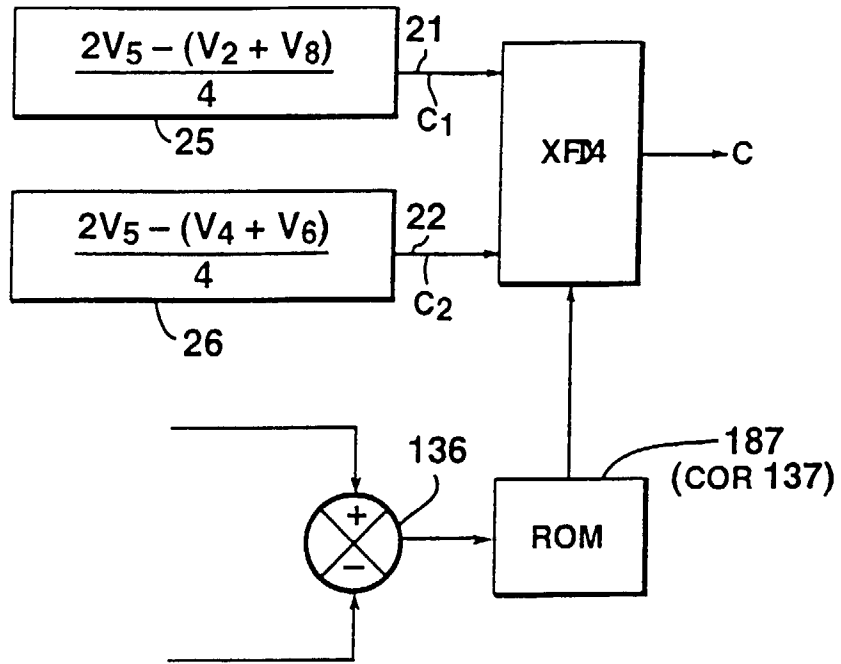 2V5 – (V2 + V8)
4
21
C1
25
C
2V5 – (V4 + V6)
4
22
C2
26
136
187
(COR 137)
+
–
ROM